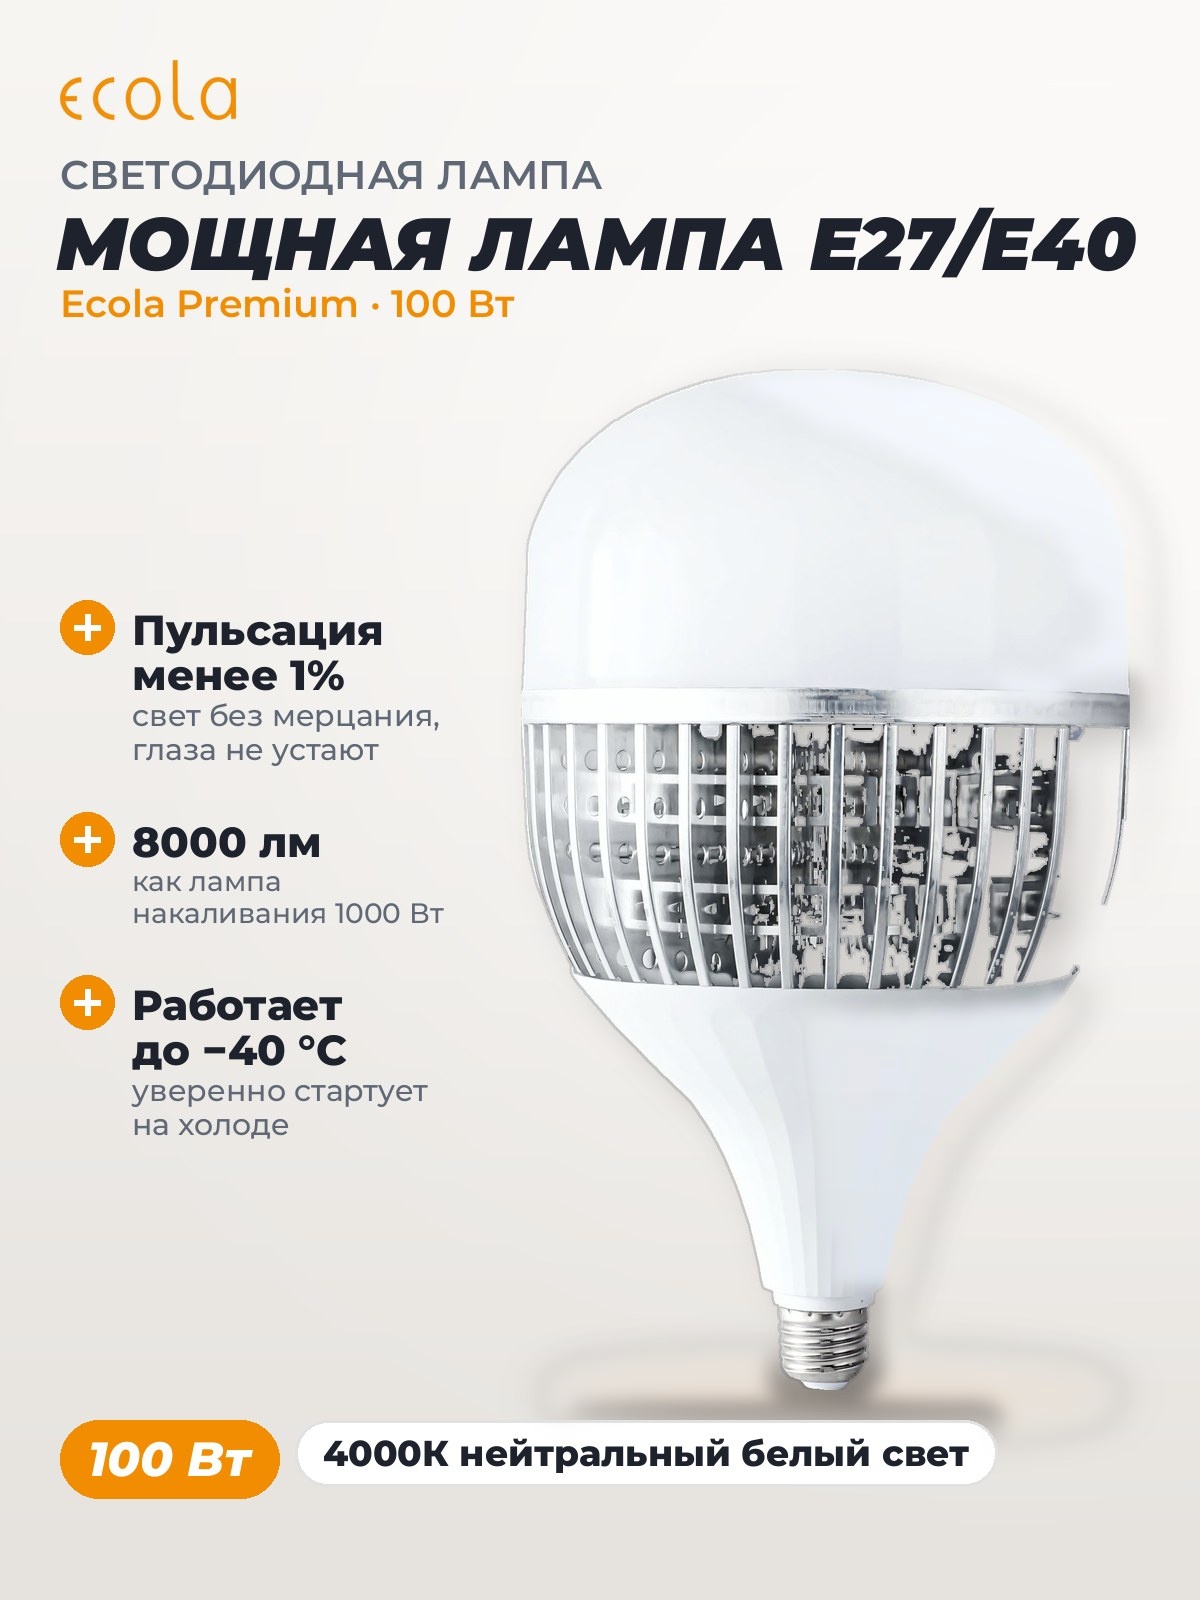 ecola
СВЕТОДИОДНАЯ ЛАМПА
МОЩНАЯ ЛАМПА E27/E40
Ecola Premium · 100 Вт
Пульсация
менее 1%
свет без мерцания,
глаза не устают
8000 лм
как лампа
накаливания 1000 Вт
Работает
до −40 °C
уверенно стартует
на холоде
100 Вт
4000К нейтральный белый свет